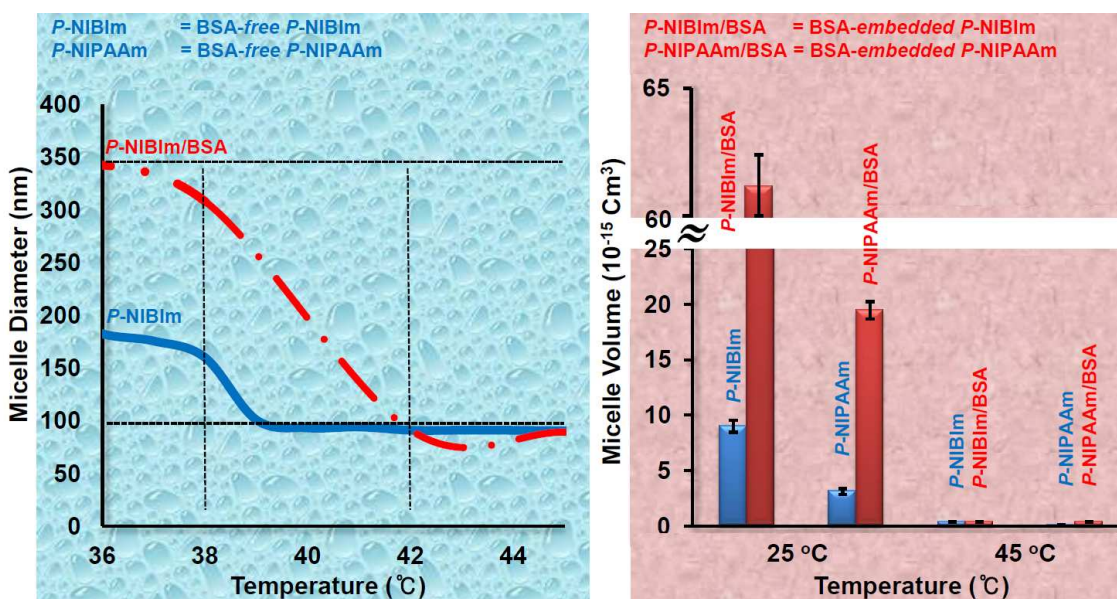 P-NIBIm = BSA-free P-NIBIm
P-NIPAAm = BSA-free P-NIPAAm
400
350
300
250
200
150
100
50
0
Micelle Diameter (nm)
P-NIBIm/BSA
P-NIBIm
36 38 40 42 44
Temperature (℃)
P-NIBIm/BSA = BSA-embedded P-NIBIm
P-NIPAAm/BSA = BSA-embedded P-NIPAAm
65
60
≈
25
20
15
10
5
0
Micelle Volume (10-15 Cm3)
P-NIBIm
P-NIBIm/BSA
P-NIPAAm
P-NIPAAm/BSA
P-NIBIm
P-NIBIm/BSA
P-NIPAAm
P-NIPAAm/BSA
25 oC 45 oC
Temperature (℃)